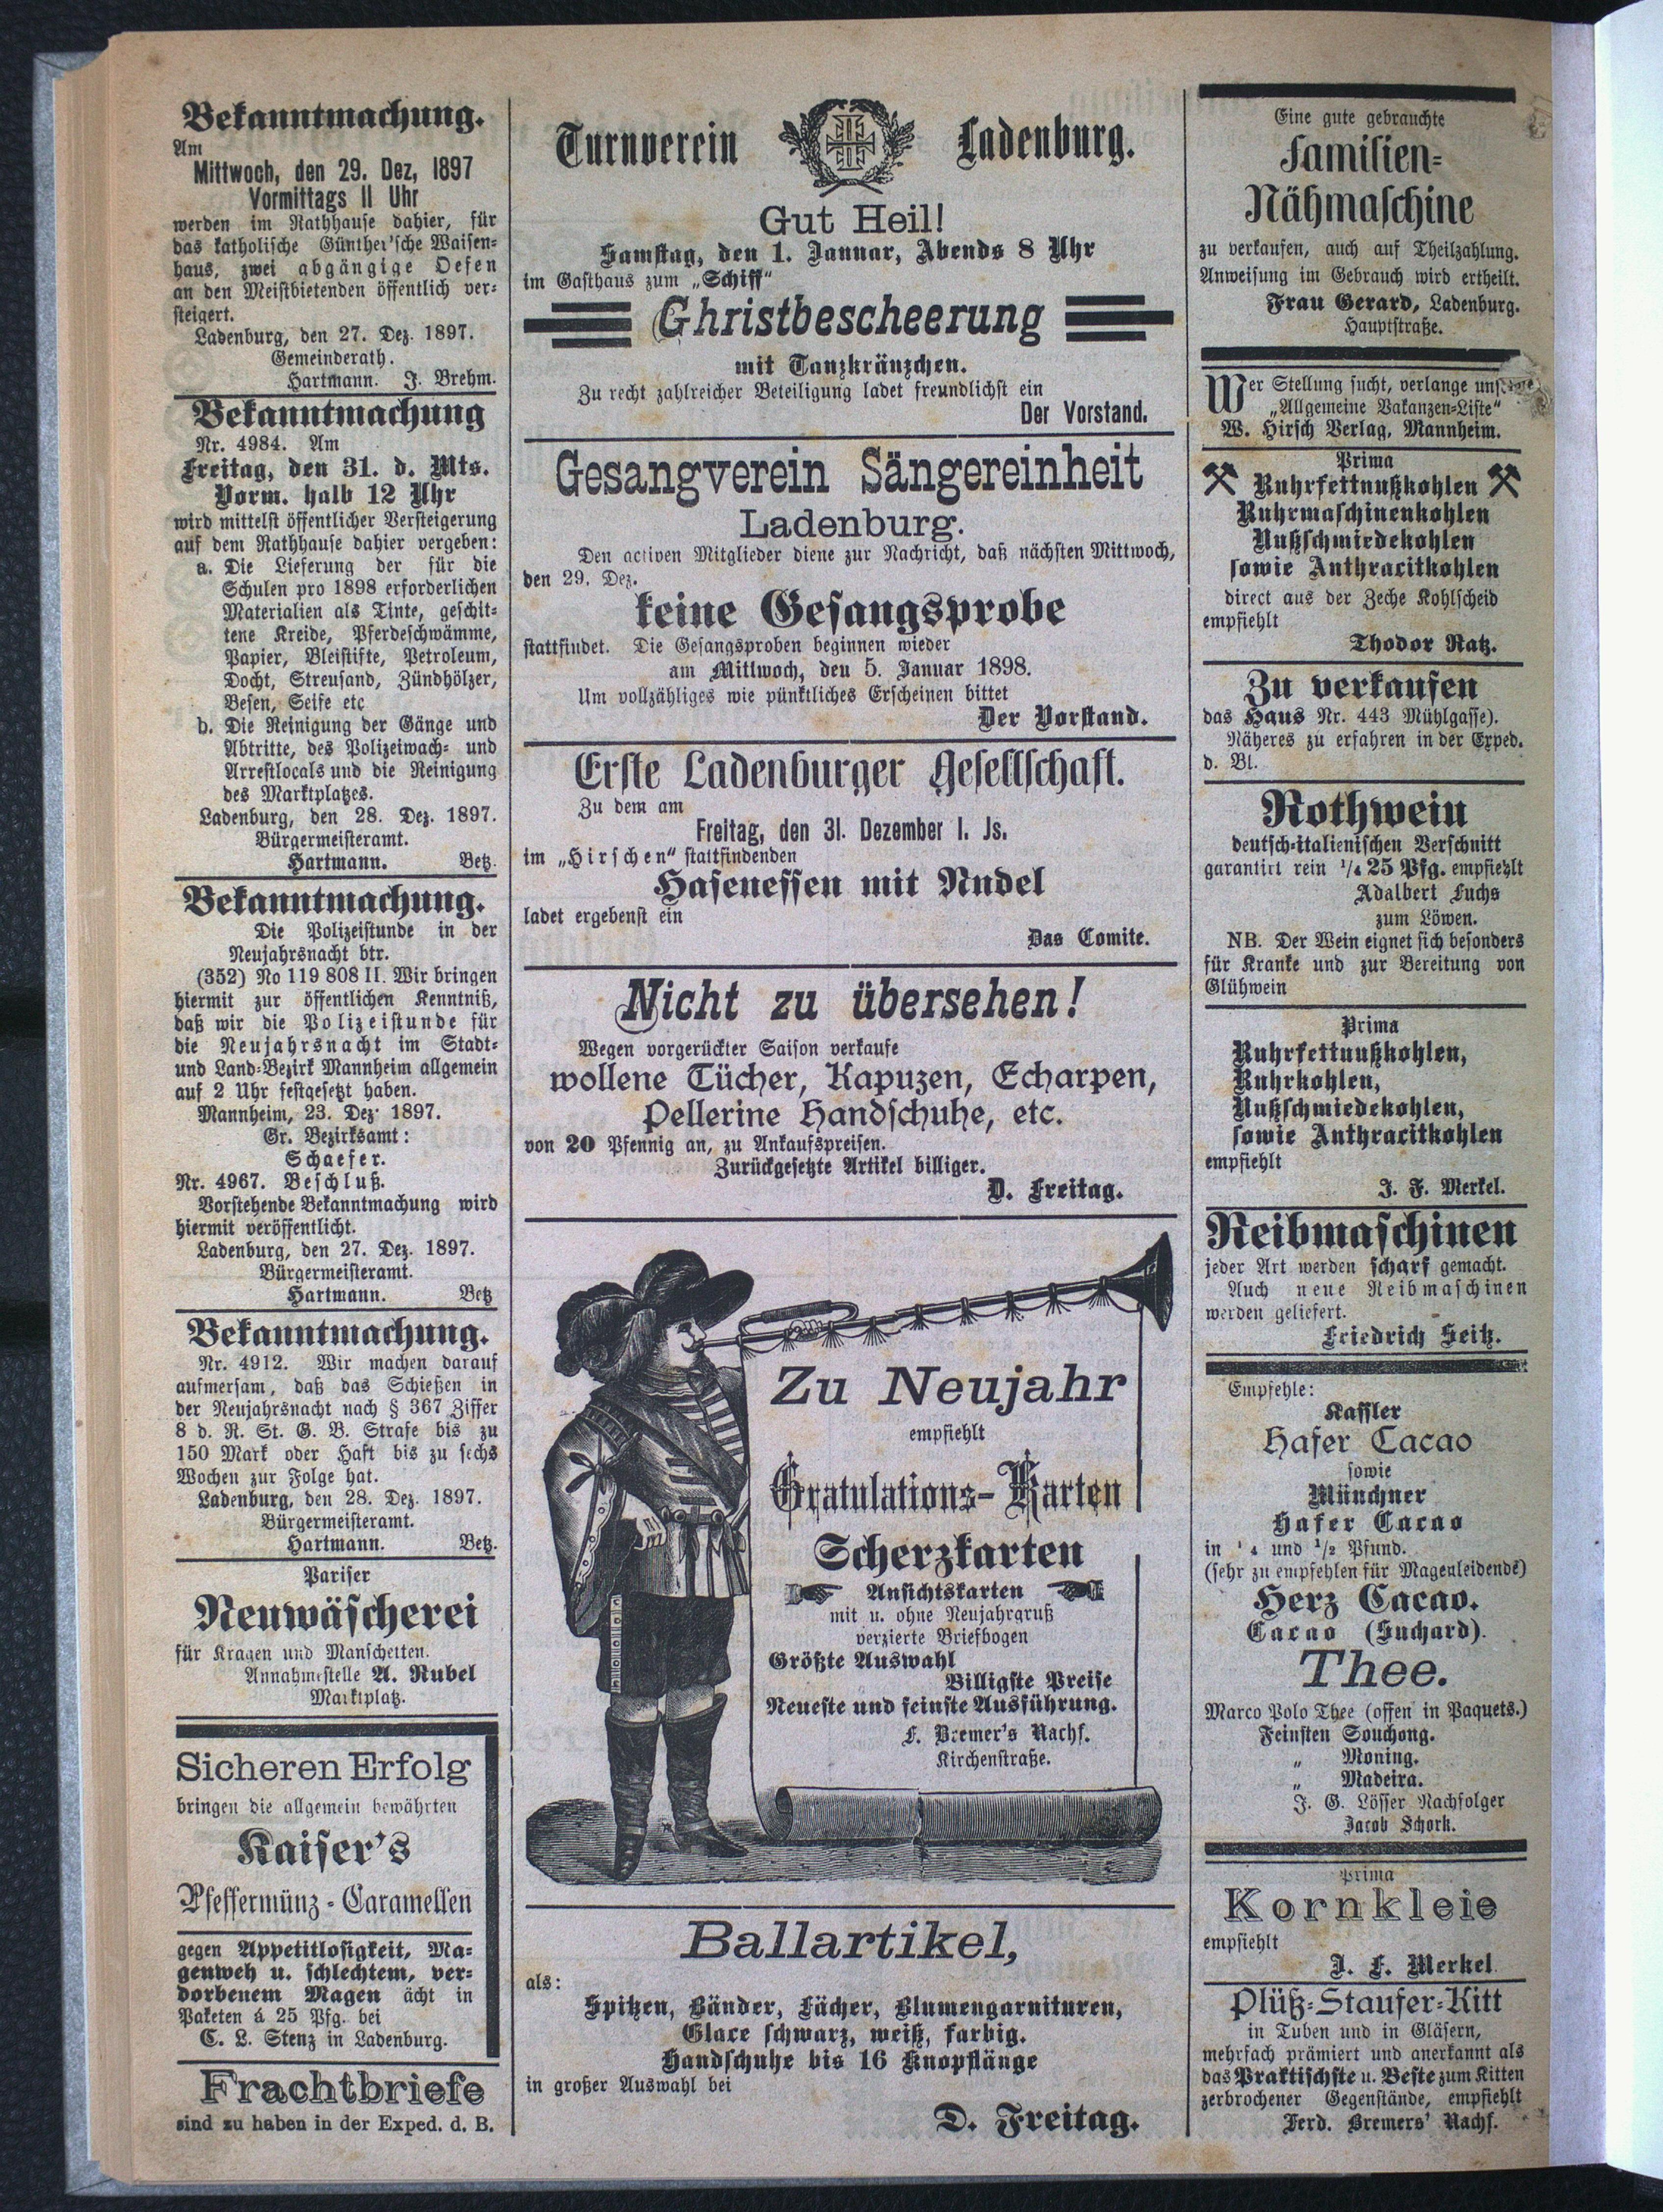 Bekanntmachung.
Am
Mittwoch, den 29. Dez, 1897
Vormittags 11 Uhr
werden im Rathhause dahier, für
das katholische Günther'sche Waisen-
haus, zwei abgängige Oefen
an den Meistbietenden öffentlich ver-
steigert.
Ladenburg, den 27. Dez. 1897.
Gemeinderath.
Hartmann. J. Brehm.
Bekanntmachung
Nr. 4984. Am
Freitag, den 31. d. Mts.
Vorm. halb 12 Uhr
wird mittelst öffentlicher Versteigerung
auf dem Rathhause dahier vergeben:
a. Die Lieferung der für die
Schulen pro 1898 erforderlichen
Materialien als Tinte, geschit-
tene Kreide, Pferdeschwämme,
Papier, Bleistifte, Petroleum,
Docht, Streusand, Zündhölzer,
Besen, Seife etc
b. Die Reinigung der Gänge und
Abtritte, des Polizeiwach- und
Arrestlocals und die Reinigung
des Marktplatzes.
Ladenburg, den 28. Dez. 1897.
Bürgermeisteramt.
Hartmann. Betz.
Bekanntmachung.
Die Polizeistunde in der
Neujahrsnacht btr.
(352) No 119 808 II. Wir bringen
hiermit zur öffentlichen Kenntniß,
daß wir die Polizeistunde für
die Neujahrsnacht im Stadt-
und Land-Bezirk Mannheim allgemein
auf 2 Uhr festgesetzt haben.
Mannheim, 23. Dez. 1897.
Gr. Bezirksamt:
Schaefer.
Nr. 4967. Beschluß.
Vorstehende Bekanntmachung wird
hiermit veröffentlicht.
Ladenburg, den 27. Dez. 1897.
Bürgermeisteramt.
Hartmann. Betz
Bekanntmachung.
Nr. 4912. Wir machen darauf
aufmersam, daß das Schießen in
der Neujahrsnacht nach § 367 Ziffer
8 d. R. St. G. B. Strafe bis zu
150 Mark oder Haft bis zu sechs
Wochen zur Folge hat.
Ladenburg, den 28. Dez. 1897.
Bürgermeisteramt.
Hartmann. Betz.
Pariser
Neuwäscherei
für Kragen und Manschetten.
Annahmestelle A. Nubel
Marktplatz.
Sicheren Erfolg
bringen die allgemein bewährten
Kaiser's
Pfeffermünz-Caramellen
gegen Appetitlosigkeit, Ma-
genweh u. schlechtem, ver-
dorbenem Magen ächt in
Paketen á 25 Pfg. bei
C. L. Stenz in Ladenburg.
Frachtbriefe
sind zu haben in der Exped. d. B.
Turnverein Ladenburg.
Gut Heil!
Samstag, den 1. Januar, Abends 8 Uhr
im Gasthaus zum „Schiff“
Christbescheerung
mit Tanzkränzchen.
Zu recht zahlreicher Beteiligung ladet freundlichst ein
Der Vorstand.
Gesangverein Sängereinheit
Ladenburg.
Den activen Mitglieder diene zur Nachricht, daß nächsten Mittwoch,
den 29. Dez.
keine Gesangsprobe
stattfindet. Die Gesangsproben beginnen wieder
am Mittwoch, den 5. Januar 1898.
Um vollzähliges wie pünktliches Erscheinen bittet
Der Vorstand.
Erste Ladenburger Gesellschaft.
Zu dem am
Freitag, den 31. Dezember l. Js.
im „Hirschen“ stattfindenden
Hasenessen mit Nudel
ladet ergebenst ein
Das Comite.
Nicht zu übersehen!
Wegen vorgerückter Saison verkaufe
wollene Tücher, Kapuzen, Echarpen,
Pellerine Handschuhe, etc.
von 20 Pfennig an, zu Ankaufspreisen.
Zurückgesetzte Artikel billiger.
D. Freitag.
Zu Neujahr
empfiehlt
Gratulations-Karten
Scherzkarten
Ansichtskarten
mit u. ohne Neujahrgruß
verzierte Briefbogen
Größte Auswahl
Billigste Preise
Neueste und feinste Ausführung.
F. Bremer's Nachf.
Kirchenstraße.
Ballartikel,
als:
Spitzen, Bänder, Fächer, Blumengarnituren,
Glace schwarz, weiß, farbig.
Handschuhe bis 16 Knopflänge
in großer Auswahl bei
D. Freitag.
Eine gute gebrauchte
Familien-
Nähmaschine
zu verkaufen, auch auf Theilzahlung.
Anweisung im Gebrauch wird ertheilt.
Frau Gerard, Ladenburg.
Hauptstraße.
Wer Stellung sucht, verlange unsere
„Allgemeine Vakanzen-Liste“
W. Hirsch Verlag, Mannheim.
Prima
Ruhrfettnußkohlen
Ruhrmaschinenkohlen
Nußschmiedekohlen
sowie Anthracitkohlen
direct aus der Zeche Kohlscheid
empfiehlt
Thodor Ratz.
Zu verkaufen
das Haus Nr. 443 Mühlgasse).
Näheres zu erfahren in der Exped.
d. Bl.
Rothwein
deutsch-italienischen Verschnitt
garantirt rein 1/4 25 Pfg. empfiehlt
Adalbert Fuchs
zum Löwen.
NB. Der Wein eignet sich besonders
für Kranke und zur Bereitung von
Glühwein
Prima
Ruhrfettnußkohlen,
Ruhrkohlen,
Nußschmiedekohlen,
sowie Anthracitkohlen
empfiehlt
J. F. Merkel.
Reibmaschinen
jeder Art werden scharf gemacht.
Auch neue Reibmaschinen
werden geliefert.
Friedrich Seitz.
Empfehle:
Kassler
Hafer Cacao
sowie
Münchner
Hafer Cacao
in 1/4 und 1/2 Pfund.
(sehr zu empfehlen für Magenleidende)
Herz Cacao.
Cacao (Suchard).
Thee.
Marco Polo Thee (offen in Paquets.)
Feinsten Souchong.
„ Moning.
„ Madeira.
J. G. Lösser Nachfolger
Jacob Schork.
Prima
Kornkleie
empfiehlt
J. F. Merkel.
Plüß-Staufer-Kitt
in Tuben und in Gläsern,
mehrfach prämiert und anerkannt als
das Praktischste u. Beste zum Kitten
zerbrochener Gegenstände, empfiehlt
Ferd. Bremers' Nachf.